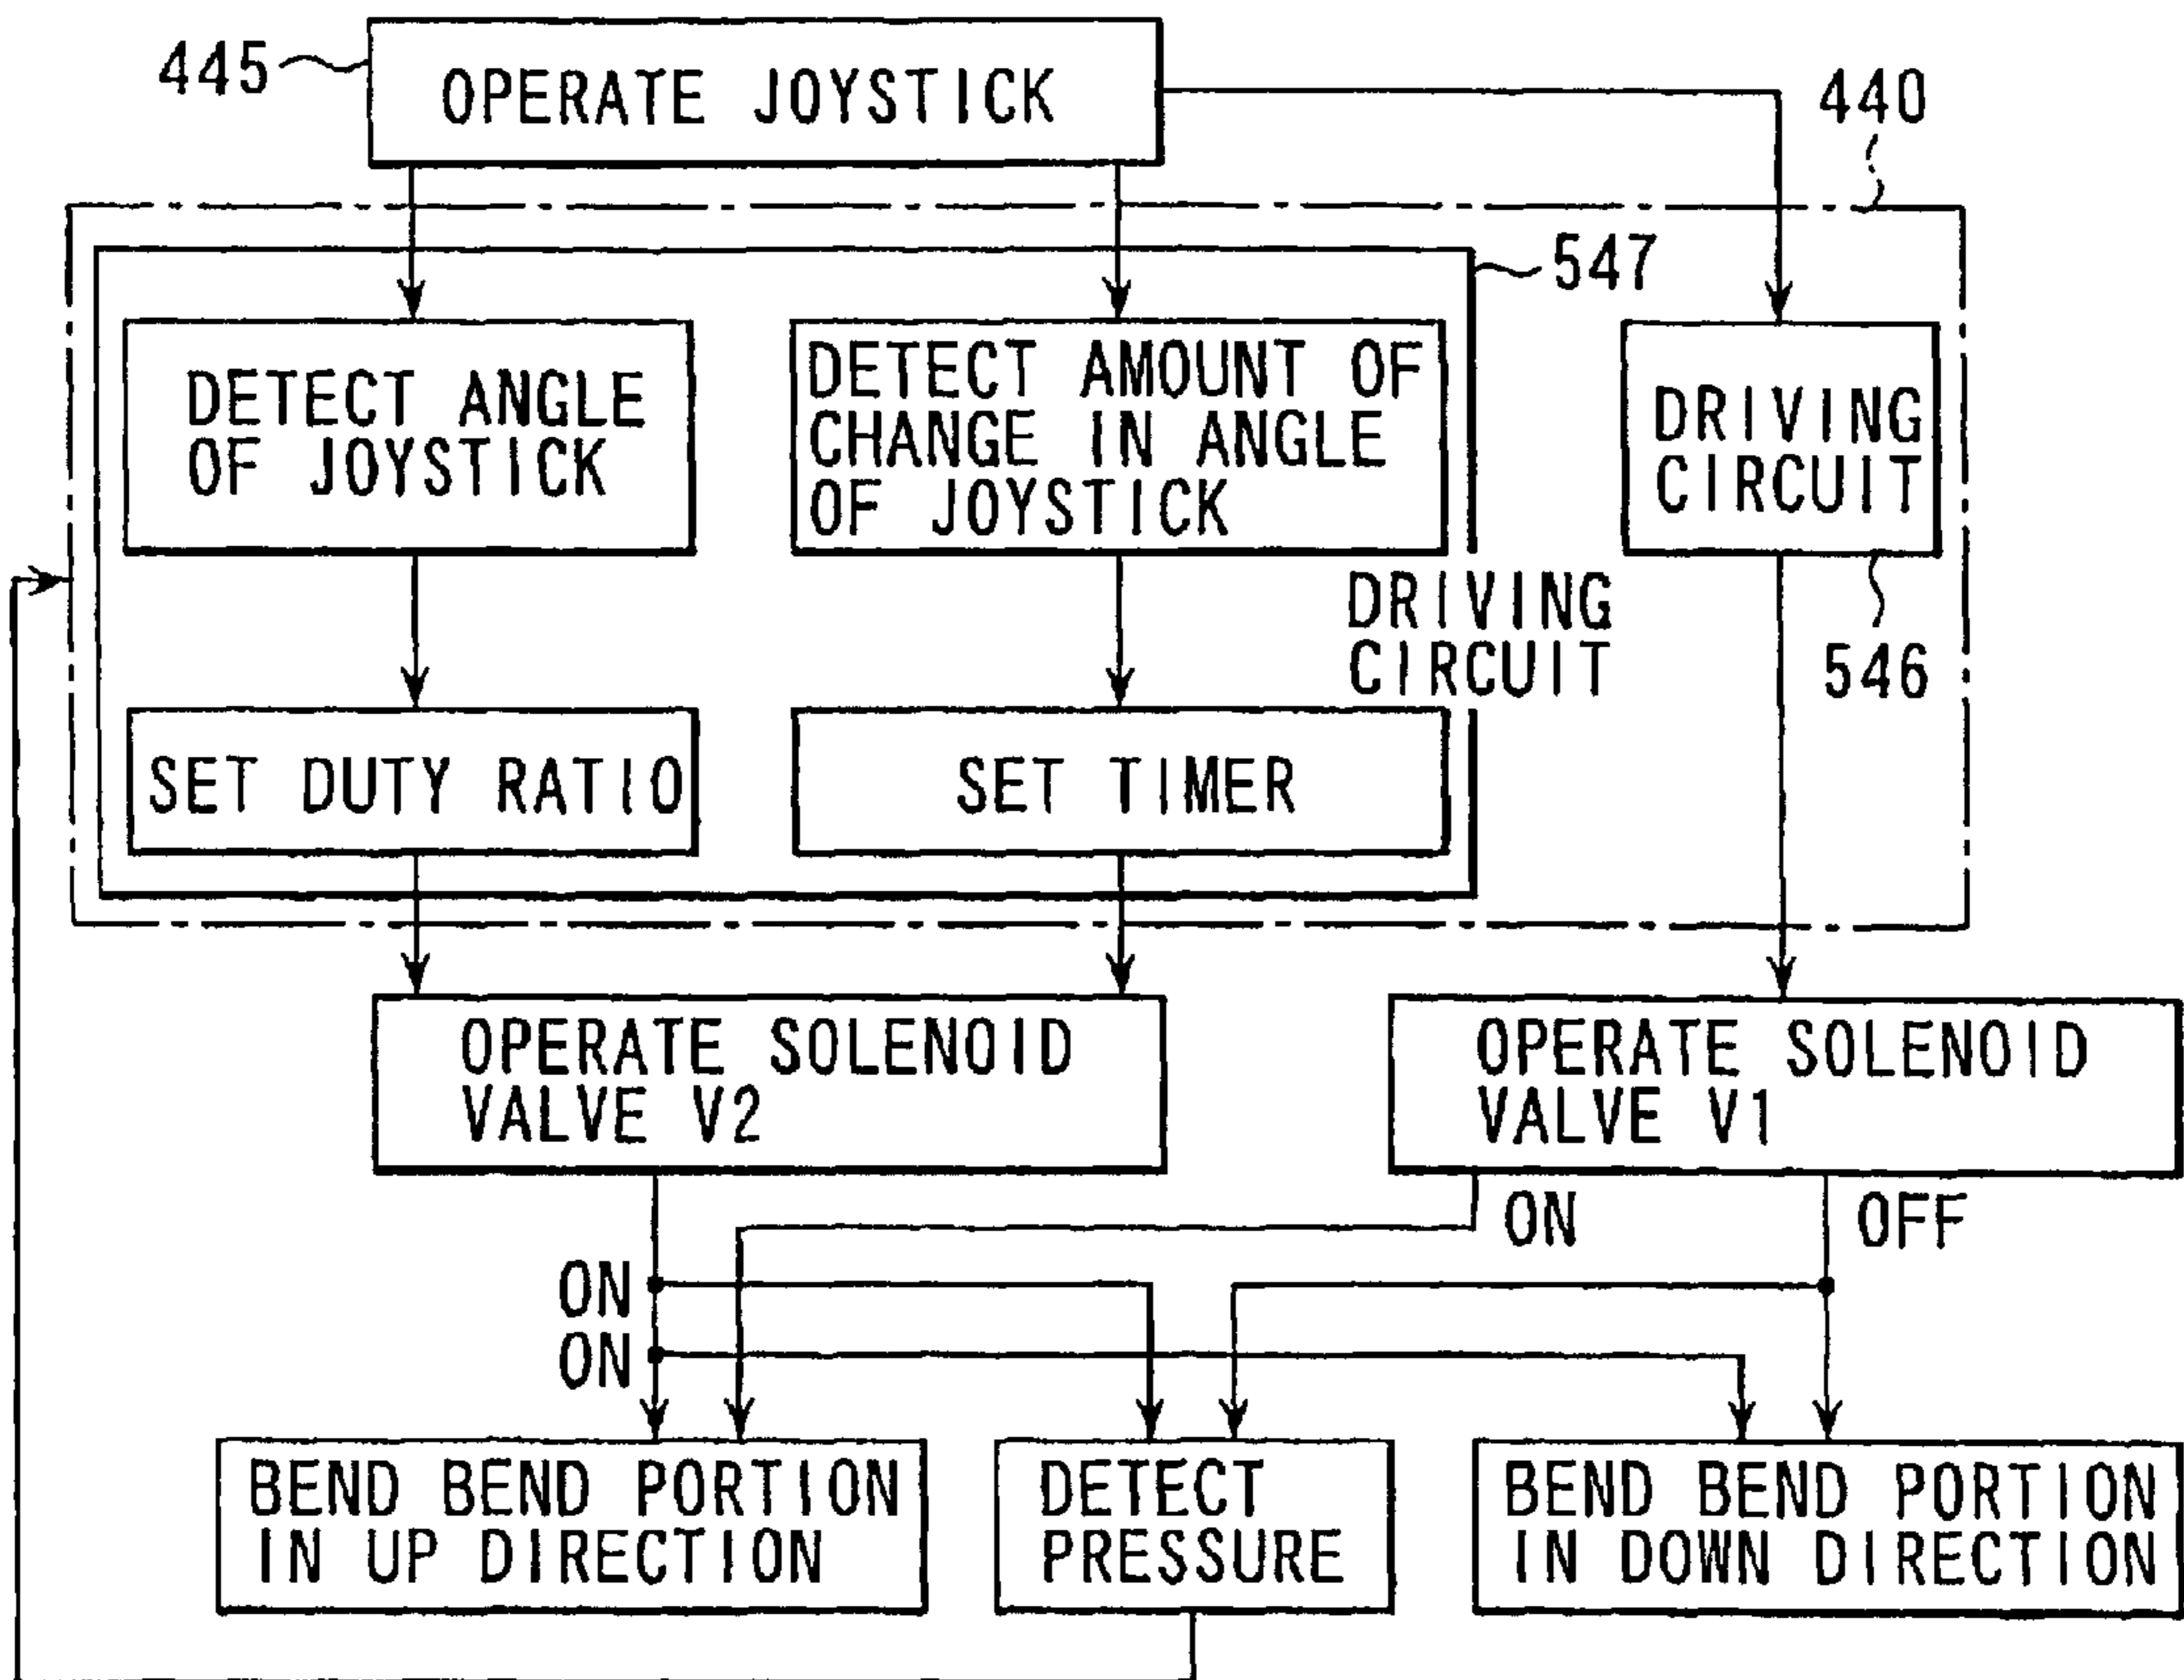 445
OPERATE JOYSTICK
440
547
DETECT ANGLE
OF JOYSTICK
DETECT AMOUNT OF
CHANGE IN ANGLE
OF JOYSTICK
DRIVING
CIRCUIT
DRIVING
CIRCUIT
546
SET DUTY RATIO
SET TIMER
OPERATE SOLENOID
VALVE V2
OPERATE SOLENOID
VALVE V1
ON
OFF
ON
ON
BEND BEND PORTION
IN UP DIRECTION
DETECT
PRESSURE
BEND BEND PORTION
IN DOWN DIRECTION